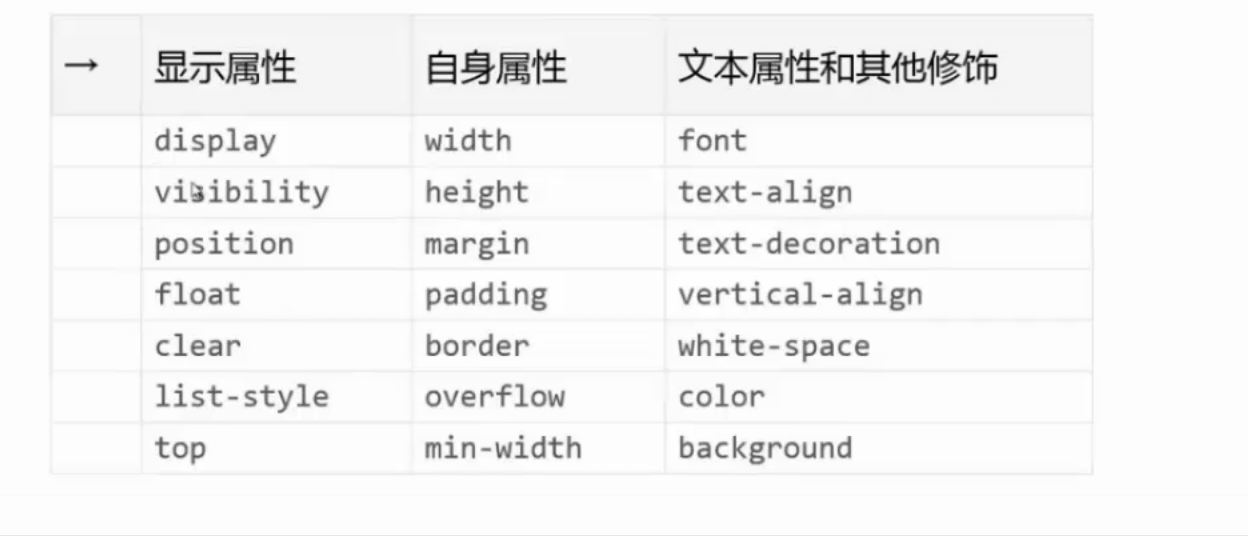 → 显示属性 自身属性 文本属性和其他修饰
display width font
visibility height text-align
position margin text-decoration
float padding vertical-align
clear border white-space
list-style overflow color
top min-width background